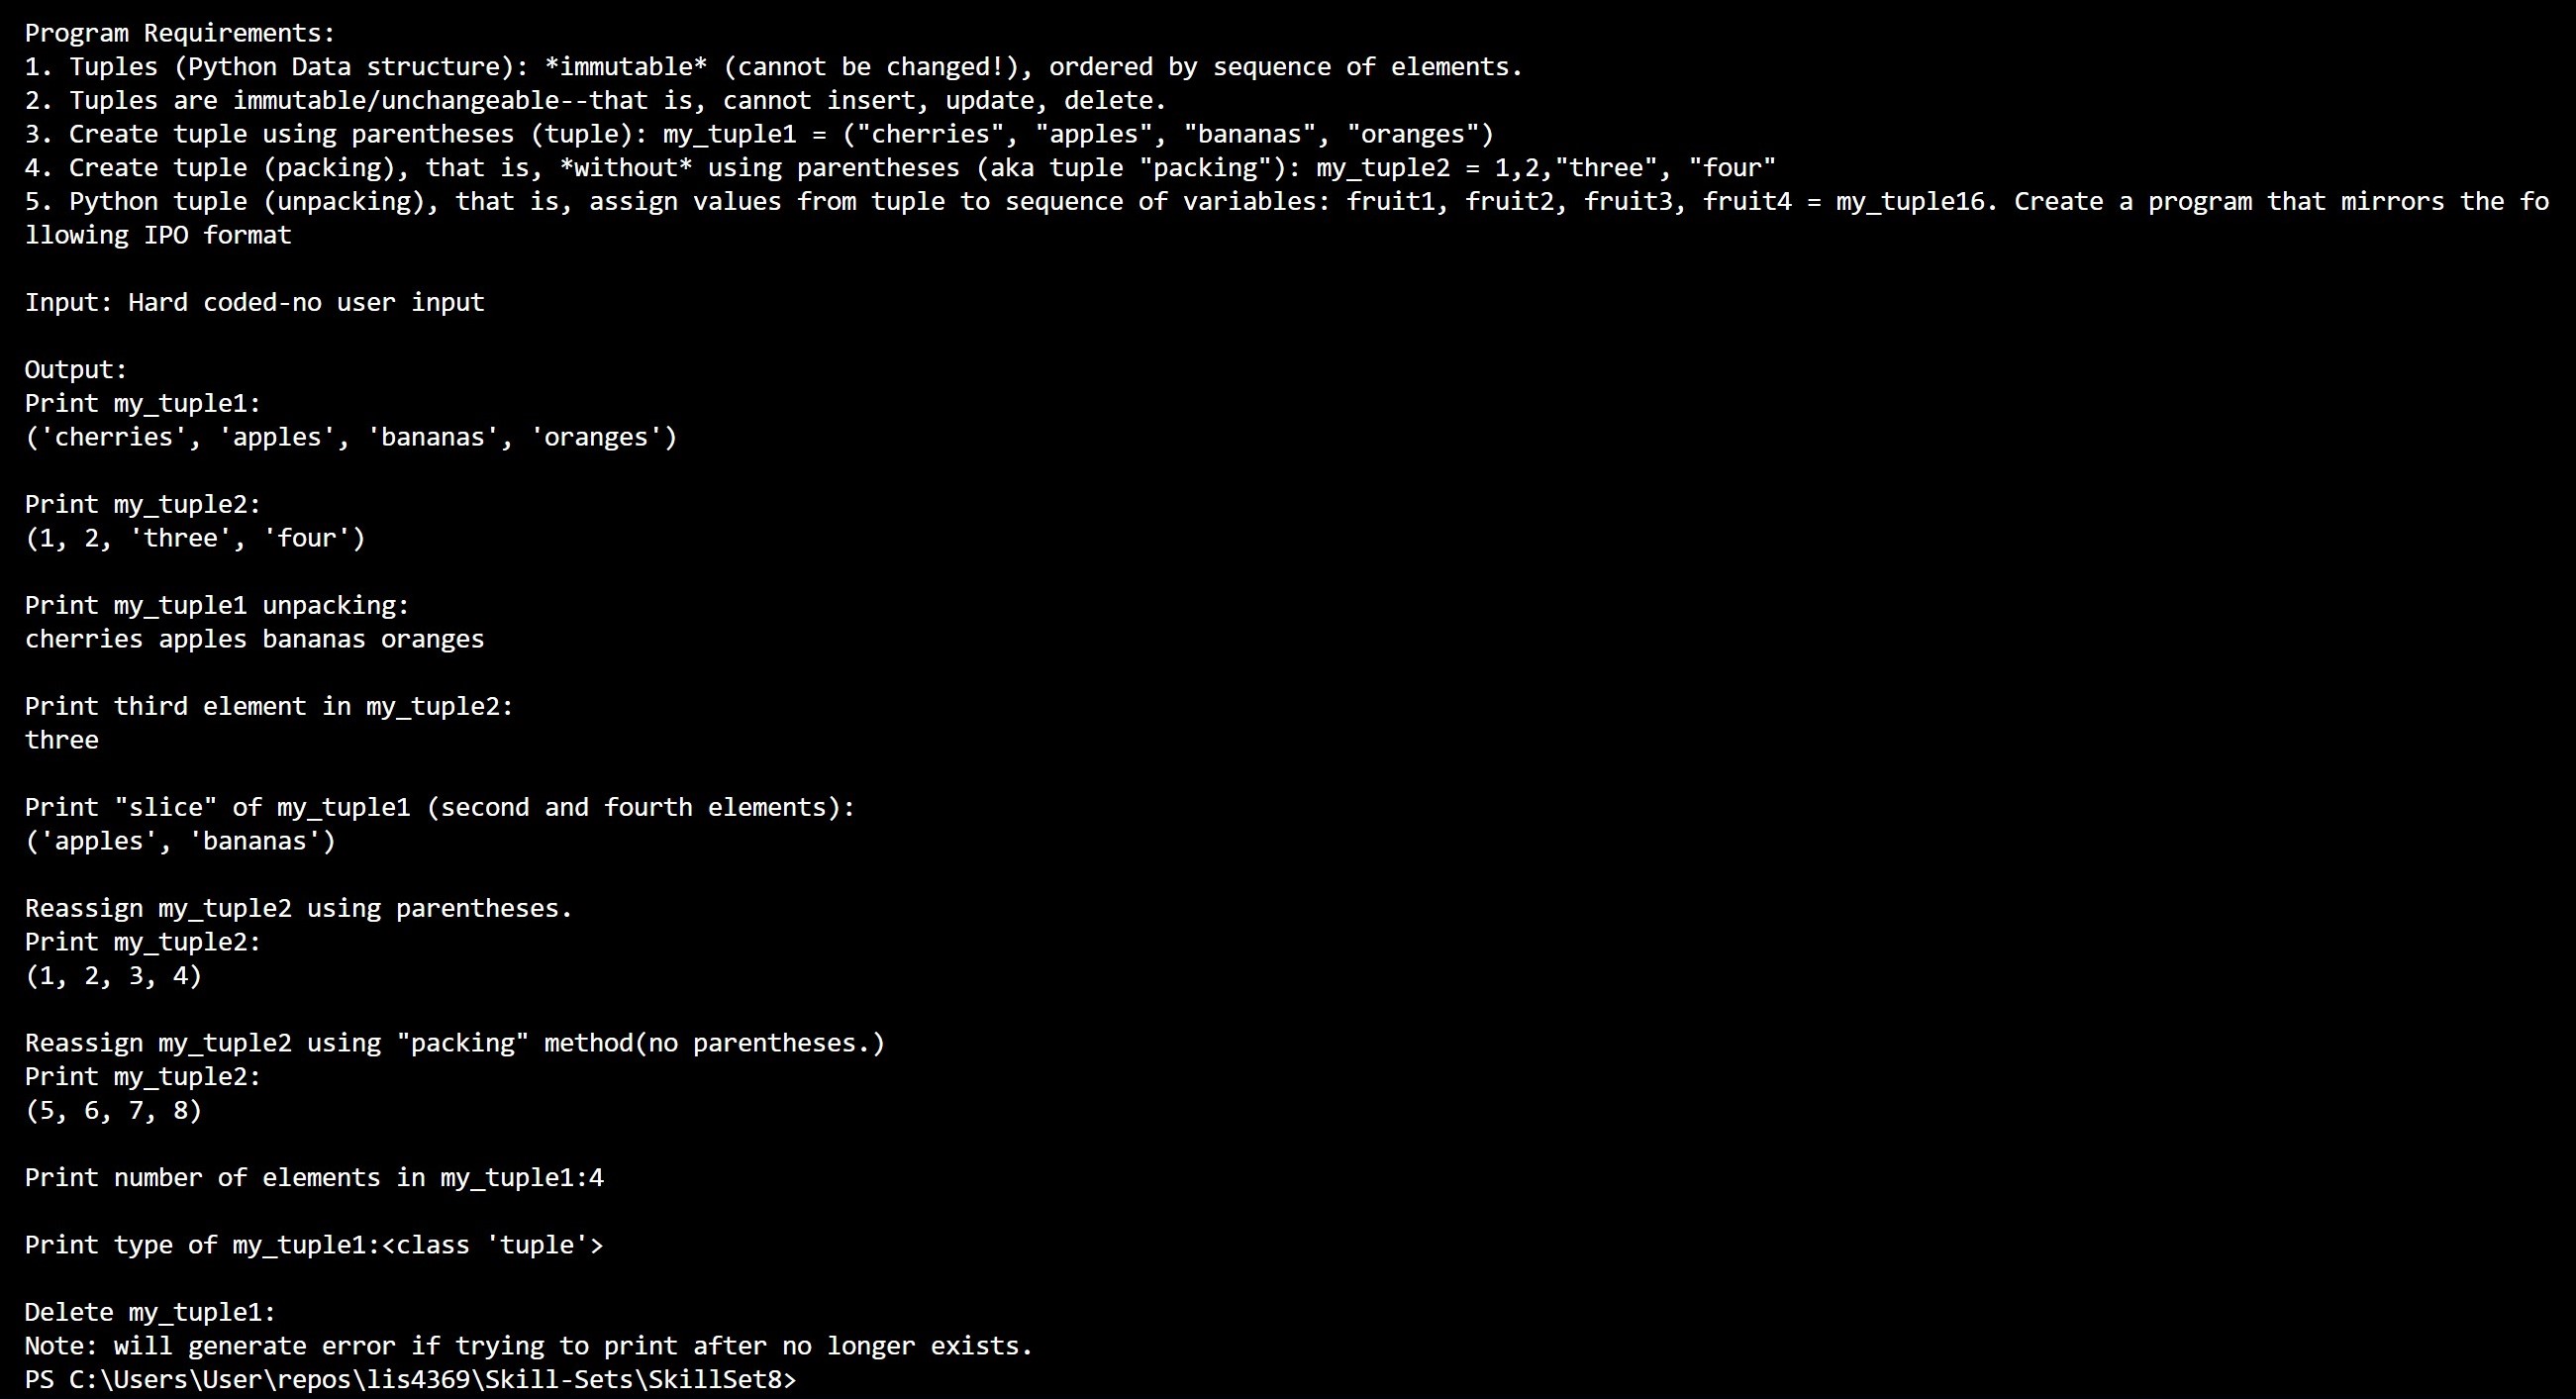 Program Requirements:
1. Tuples (Python Data structure): *immutable* (cannot be changed!), ordered by sequence of elements.
2. Tuples are immutable/unchangeable--that is, cannot insert, update, delete.
3. Create tuple using parentheses (tuple): my_tuple1 = ("cherries", "apples", "bananas", "oranges")
4. Create tuple (packing), that is, *without* using parentheses (aka tuple "packing"): my_tuple2 = 1,2,"three", "four"
5. Python tuple (unpacking), that is, assign values from tuple to sequence of variables: fruit1, fruit2, fruit3, fruit4 = my_tuple16. Create a program that mirrors the fo
llowing IPO format
Input: Hard coded-no user input
Output:
Print my_tuple1:
('cherries', 'apples', 'bananas', 'oranges')
Print my_tuple2:
(1, 2, 'three', 'four')
Print my_tuple1 unpacking:
cherries apples bananas oranges
Print third element in my_tuple2:
three
Print "slice" of my_tuple1 (second and fourth elements):
('apples', 'bananas')
Reassign my_tuple2 using parentheses.
Print my_tuple2:
(1, 2, 3, 4)
Reassign my_tuple2 using "packing" method(no parentheses.)
Print my_tuple2:
(5, 6, 7, 8)
Print number of elements in my_tuple1:4
Print type of my_tuple1:<class 'tuple'>
Delete my_tuple1:
Note: will generate error if trying to print after no longer exists.
PS C:\Users\User\repos\lis4369\Skill-Sets\SkillSet8>